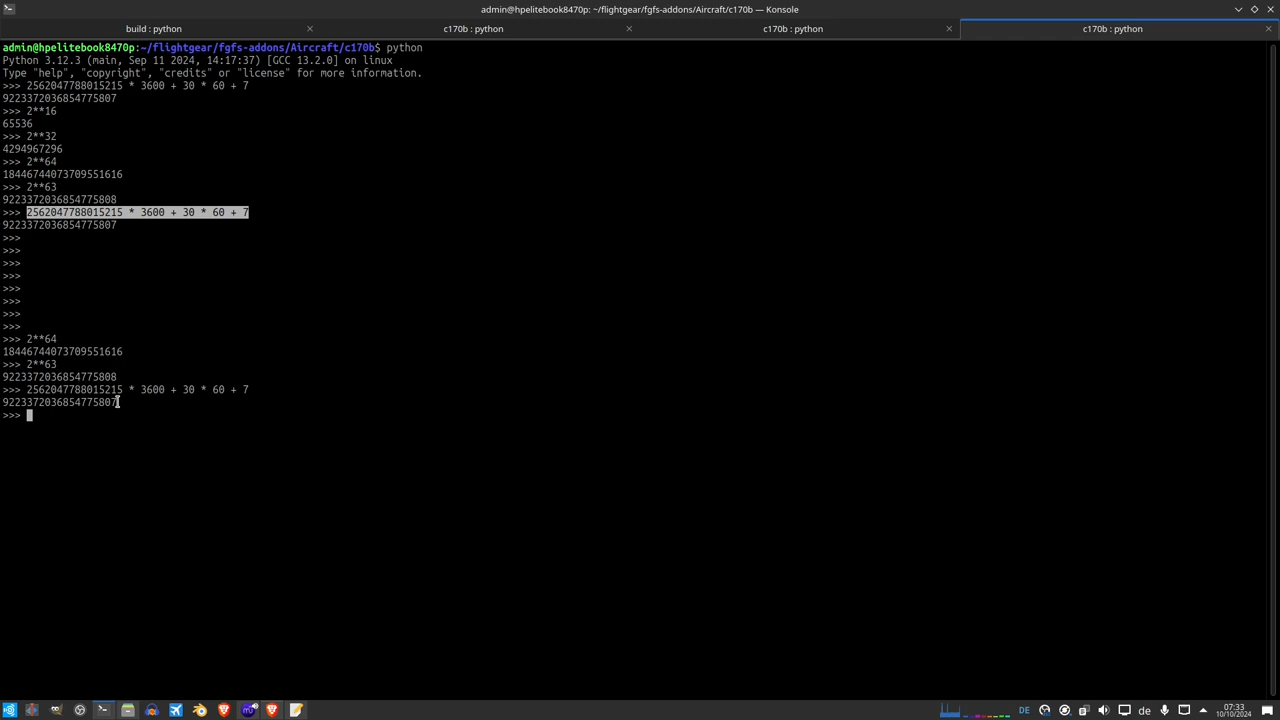 admin@hpelitebook8470p: ~/flightgear/fgfs-addons/Aircraft/c170b — Konsole
build : python
c170b : python
c170b : python
c170b : python
admin@hpelitebook8470p:~/flightgear/fgfs-addons/Aircraft/c170b$ python
Python 3.12.3 (main, Sep 11 2024, 14:17:37) [GCC 13.2.0] on linux
Type "help", "copyright", "credits" or "license" for more information.
>>> 2562047788015215 * 3600 + 30 * 60 + 7
9223372036854775807
>>> 2**16
65536
>>> 2**32
4294967296
>>> 2**64
18446744073709551616
>>> 2**63
9223372036854775808
>>> 2562047788015215 * 3600 + 30 * 60 + 7
9223372036854775807
>>>
>>>
>>>
>>>
>>>
>>>
>>>
>>>
>>> 2**64
18446744073709551616
>>> 2**63
9223372036854775808
>>> 2562047788015215 * 3600 + 30 * 60 + 7
9223372036854775807
>>>
DE
de
07:33
10/10/2024